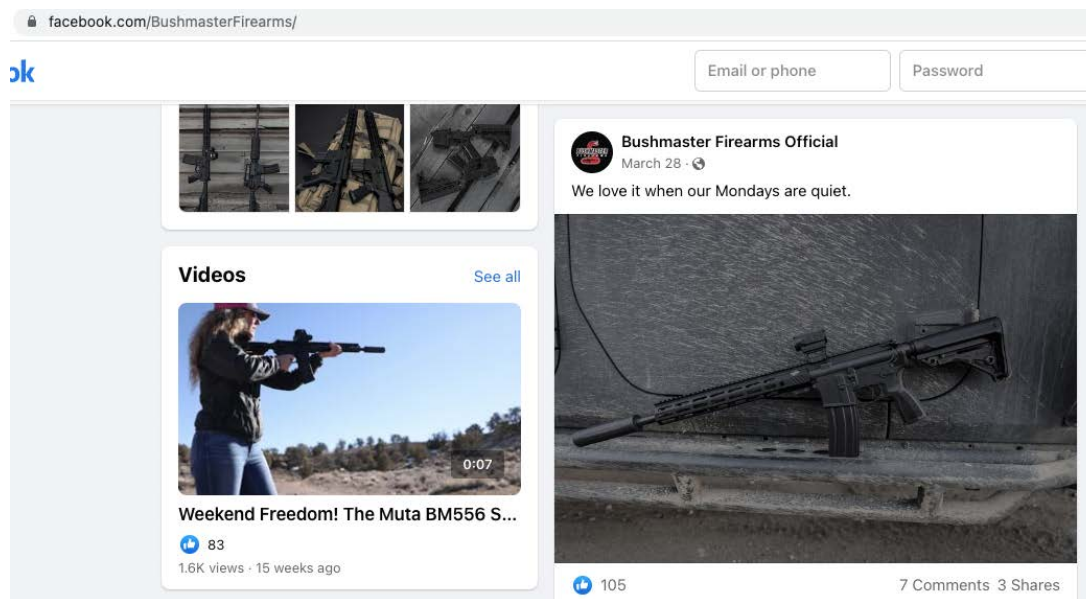 facebook.com/BushmasterFirearms/
ok
Email or phone
Password
Bushmaster Firearms Official
March 28 ·
We love it when our Mondays are quiet.
Videos
See all
0:07
Weekend Freedom! The Muta BM556 S...
83
1.6K views · 15 weeks ago
105
7 Comments 3 Shares